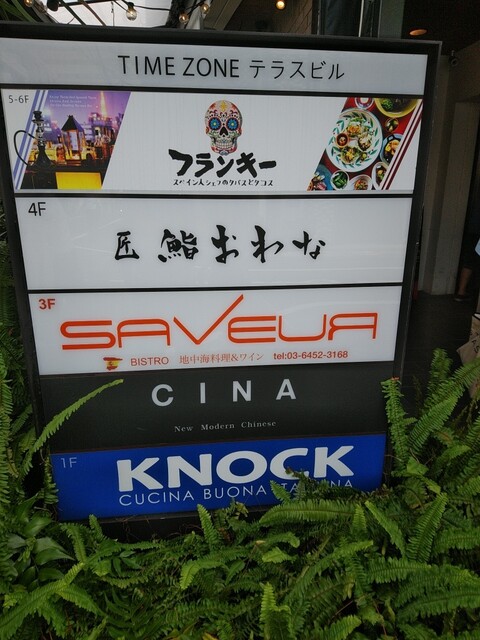 TIME ZONE テラスビル
5-6F
フランキー
スペイン人シェフのタパスとタコス
4F
匠 鮨 おわな
3F
SAVEUR
BISTRO 地中海料理&ワイン tel:03-6452-3168
CINA
New Modern Chinese
1F
KNOCK
CUCINA BUONA